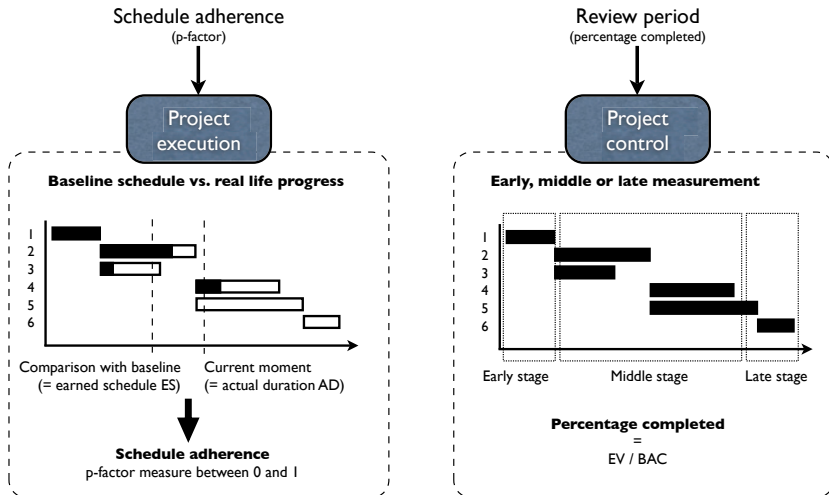 Schedule adherence
(p-factor)
Project
execution
Baseline schedule vs. real life progress
1
2
3
4
5
6
Comparison with baseline
(= earned schedule ES)
Current moment
(= actual duration AD)
Schedule adherence
p-factor measure between 0 and 1
Review period
(percentage completed)
Project
control
Early, middle or late measurement
1
2
3
4
5
6
Early stage
Middle stage
Late stage
Percentage completed
=
EV / BAC